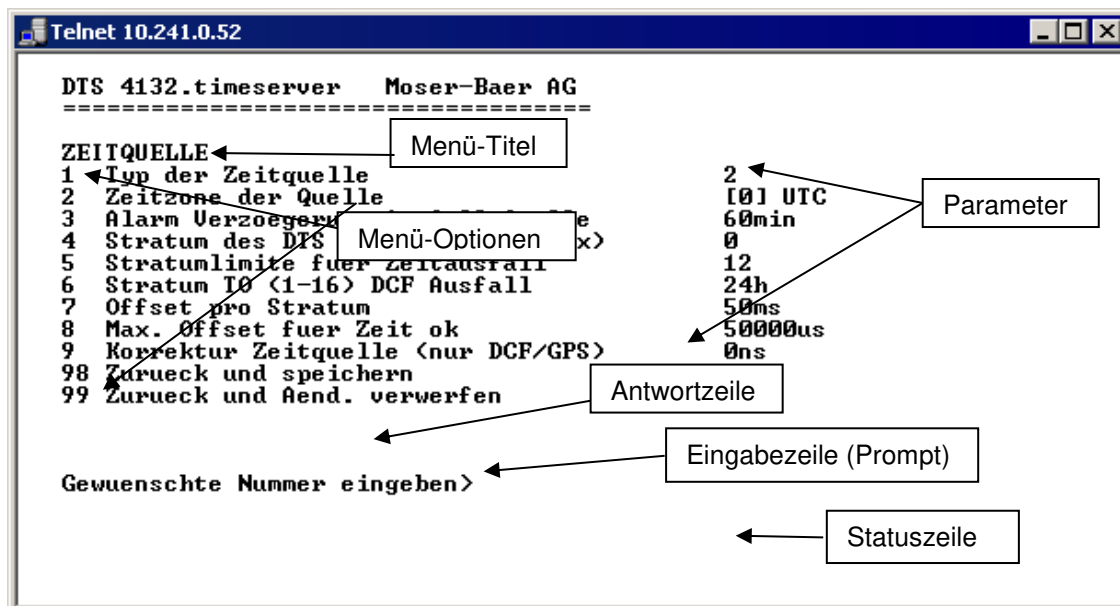 Telnet 10.241.0.52
DTS 4132.timeserver Moser-Baer AG
=====================================
ZEITQUELLE
Menü-Titel
1 Typ der Zeitquelle 2
2 Zeitzone der Quelle [0] UTC
Parameter
3 Alarm Verzoegeru e 60min
4 Stratum des DTS x) 0
Menü-Optionen
5 Stratumlimite fuer Zeitausfall 12
6 Stratum TO (1-16) DCF Ausfall 24h
7 Offset pro Stratum 50ms
8 Max. Offset fuer Zeit ok 50000us
9 Korrektur Zeitquelle (nur DCF/GPS) 0ns
98 Zurueck und speichern
99 Zurueck und Aend. verwerfen
Antwortzeile
Eingabezeile (Prompt)
Gewuenschte Nummer eingeben>
Statuszeile